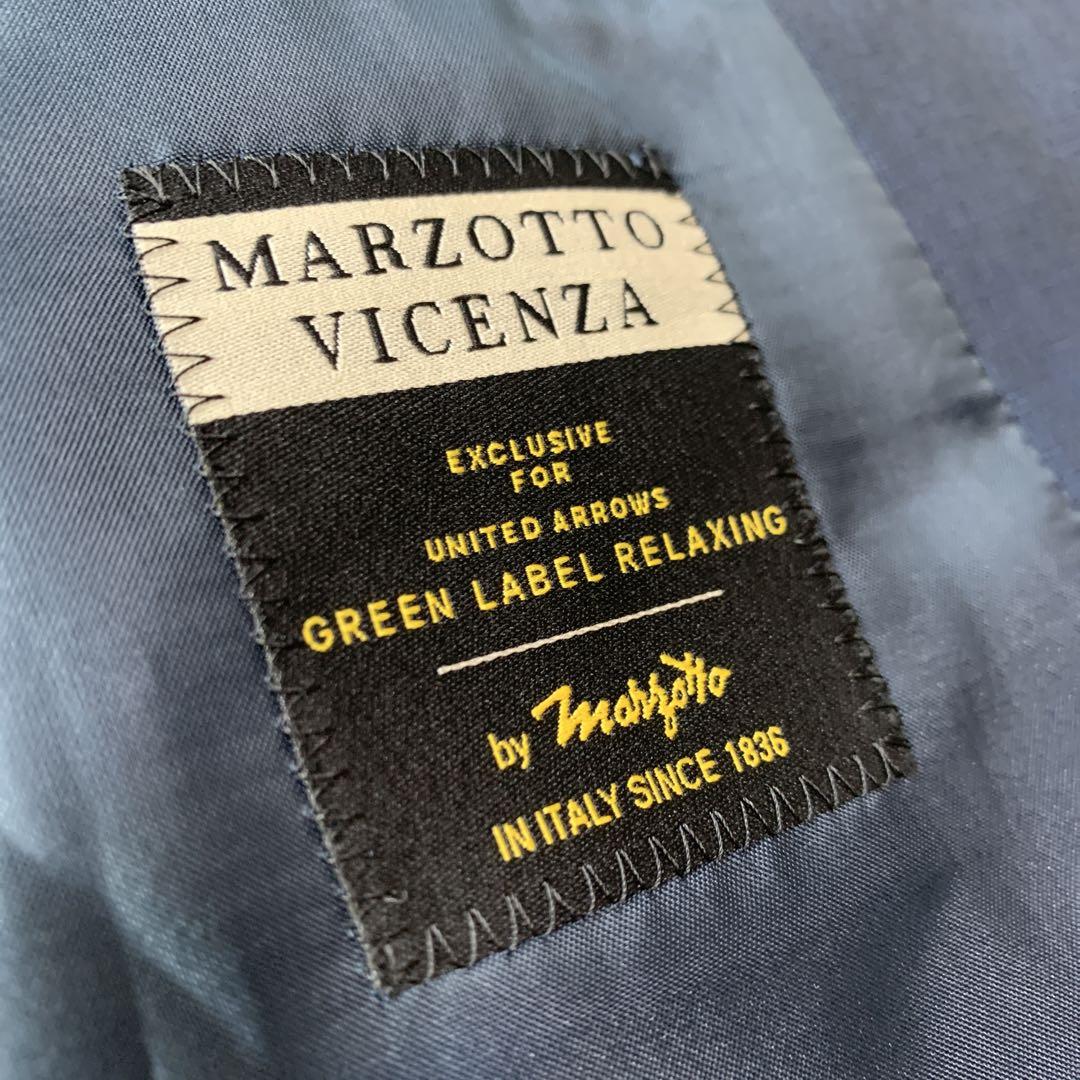 MARZOTTO
VICENZA
EXCLUSIVE
FOR
UNITED ARROWS
GREEN LABEL RELAXING
by Marzotto
IN ITALY SINCE 1836